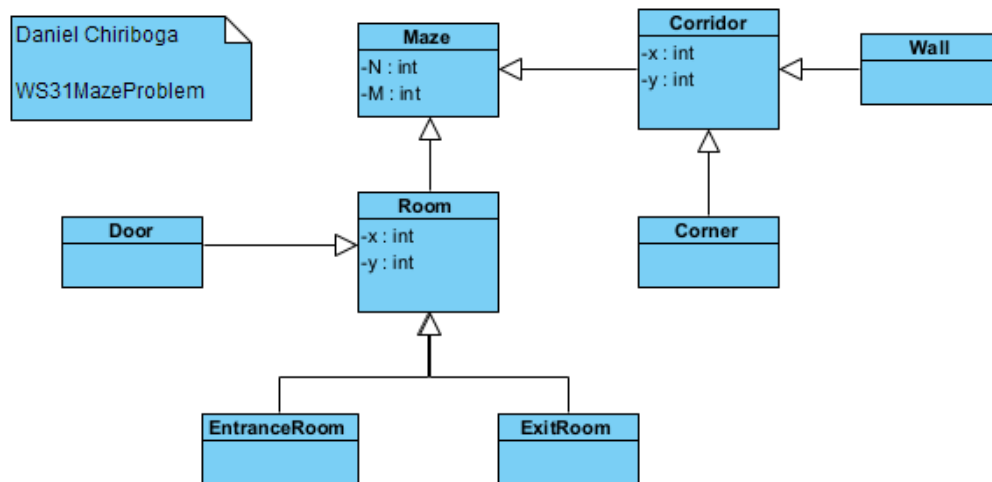 Daniel Chiriboga
WS31MazeProblem
Maze
-N : int
-M : int
Corridor
-x : int
-y : int
Wall
Door
Room
-x : int
-y : int
Corner
EntranceRoom
ExitRoom